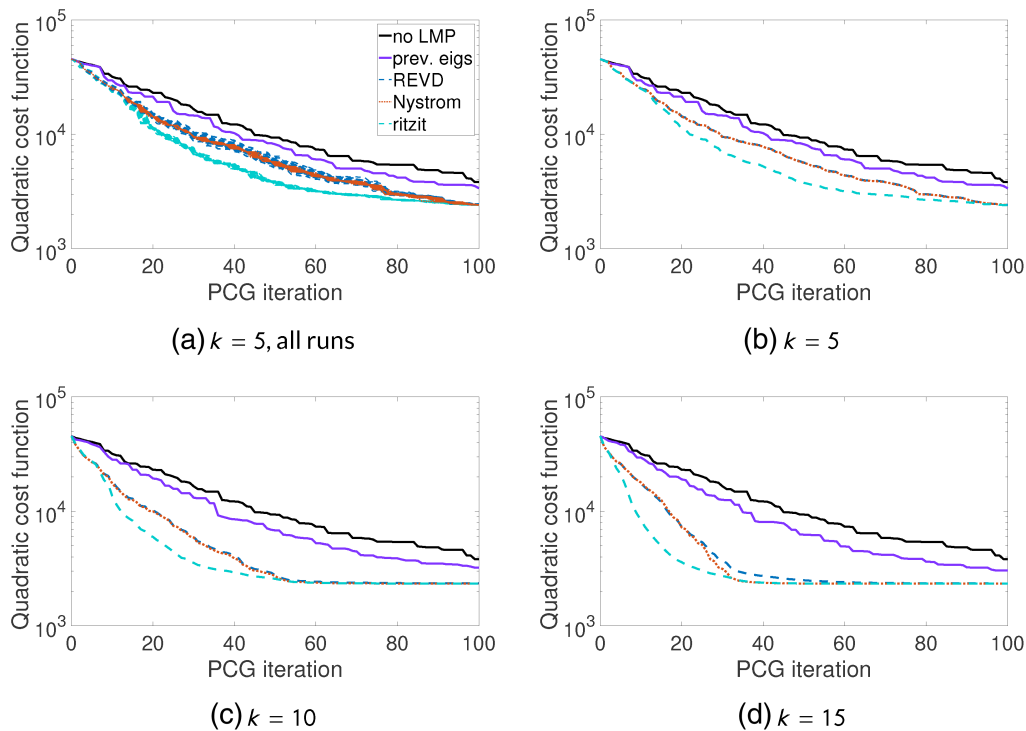 10^5
no LMP
prev. eigs
REVD
Nystrom
ritzit
10^4
10^3
Quadratic cost function
0 20 40 60 80 100
PCG iteration
(a) k = 5, all runs
10^5
10^4
10^3
Quadratic cost function
0 20 40 60 80 100
PCG iteration
(b) k = 5
10^5
10^4
10^3
Quadratic cost function
0 20 40 60 80 100
PCG iteration
(c) k = 10
10^5
10^4
10^3
Quadratic cost function
0 20 40 60 80 100
PCG iteration
(d) k = 15